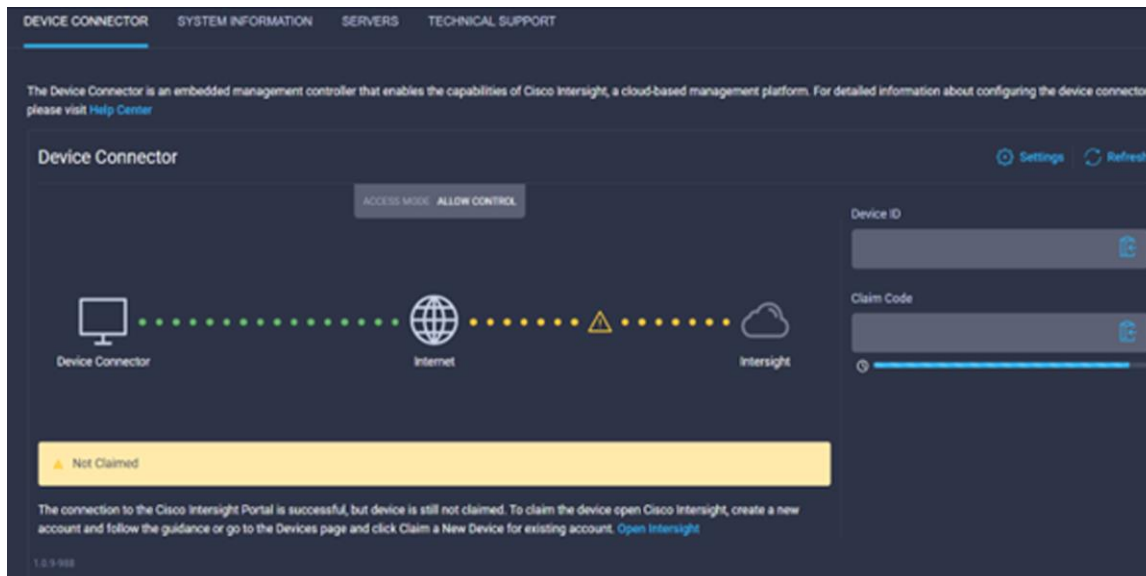 DEVICE CONNECTOR SYSTEM INFORMATION SERVERS TECHNICAL SUPPORT
The Device Connector is an embedded management controller that enables the capabilities of Cisco Intersight, a cloud-based management platform. For detailed information about configuring the device connector
please visit Help Center
Device Connector
Settings Refresh
ACCESS MODE ALLOW CONTROL
Device ID
Claim Code
Device Connector Internet Intersight
Not Claimed
The connection to the Cisco Intersight Portal is successful, but device is still not claimed. To claim the device open Cisco Intersight, create a new
account and follow the guidance or go to the Devices page and click Claim a New Device for existing account. Open Intersight
1.0.9-988